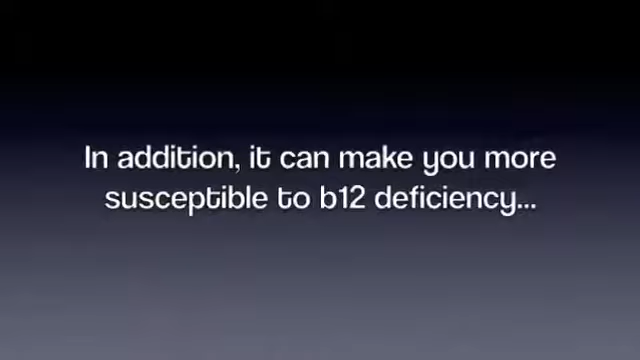 In addition, it can make you more
susceptible to b12 deficiency...